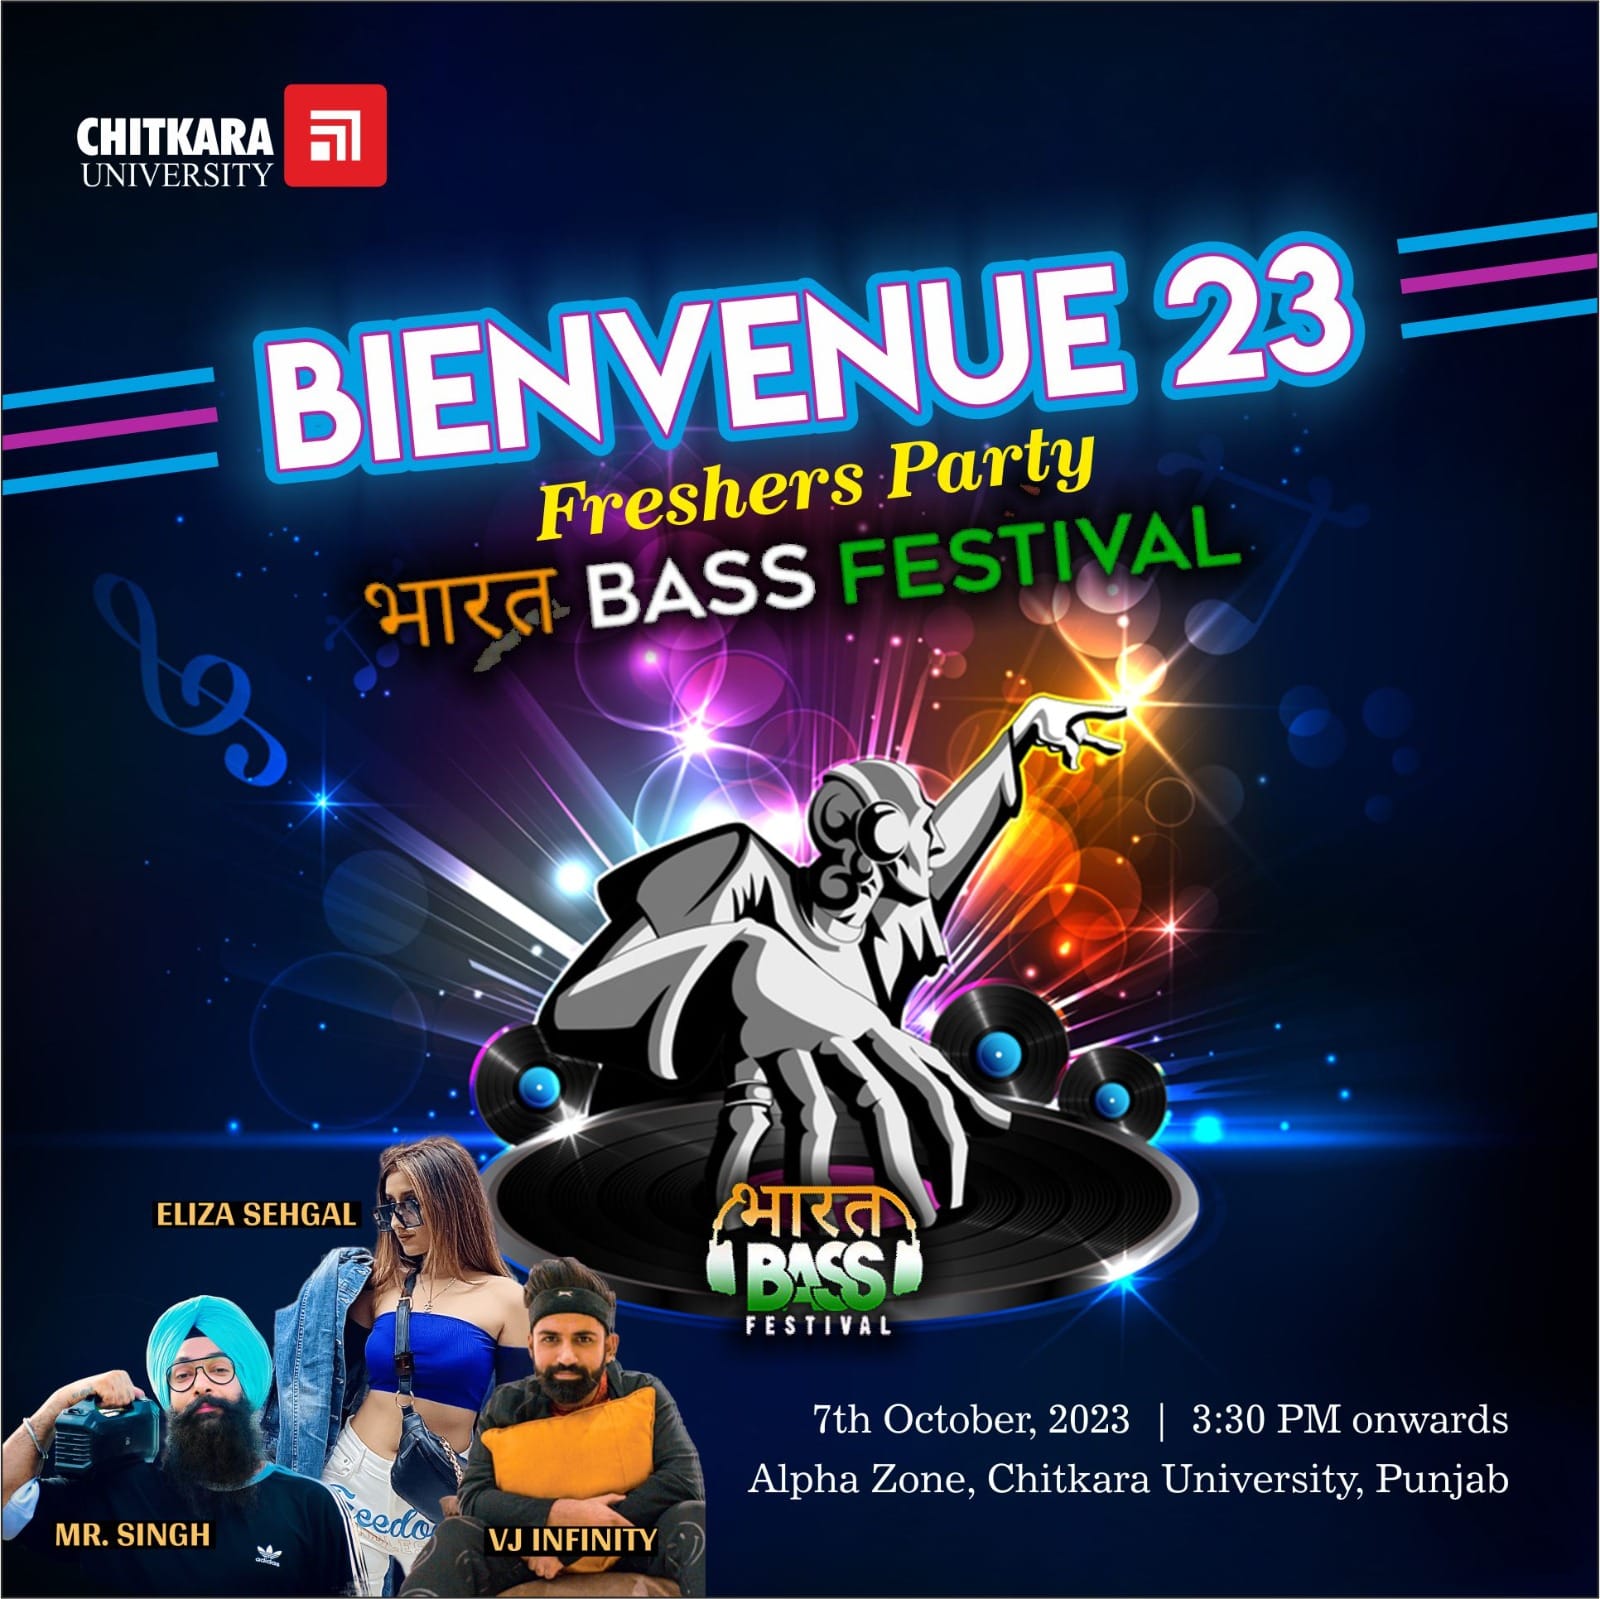 CHITKARA
UNIVERSITY
BIENVENUE 23
Freshers Party
भारत BASS FESTIVAL
भारत
BASS
FESTIVAL
ELIZA SEHGAL
MR. SINGH
adidas
VJ INFINITY
7th October, 2023 | 3:30 PM onwards
Alpha Zone, Chitkara University, Punjab